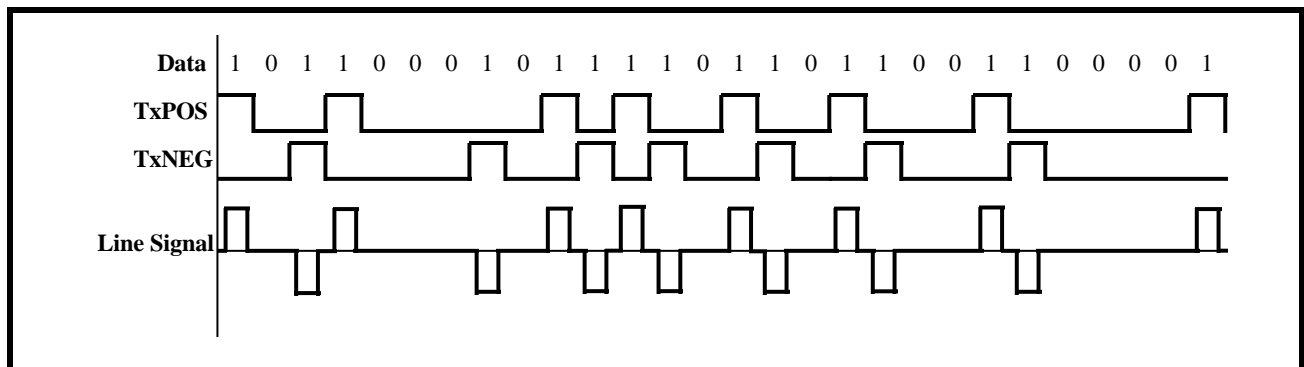 Data 1 0 1 1 0 0 0 1 0 1 1 1 1 0 1 1 0 1 1 0 0 1 1 0 0 0 0 1
TxPOS
TxNEG
Line Signal